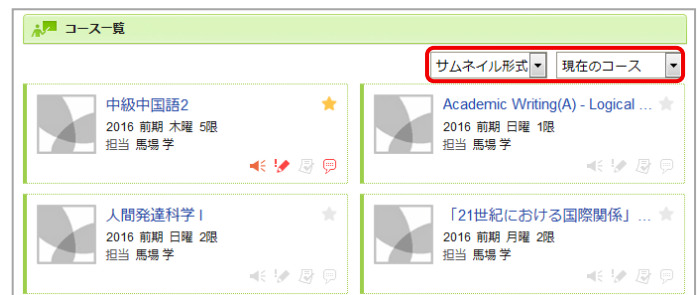 コース一覧
サムネイル形式 現在のコース
中級中国語2
2016 前期 木曜 5限
担当 馬場 学
Academic Writing(A) - Logical ...
2016 前期 日曜 1限
担当 馬場 学
人間発達科学 I
2016 前期 日曜 2限
担当 馬場 学
「21世紀における国際関係」...
2016 前期 月曜 2限
担当 馬場 学